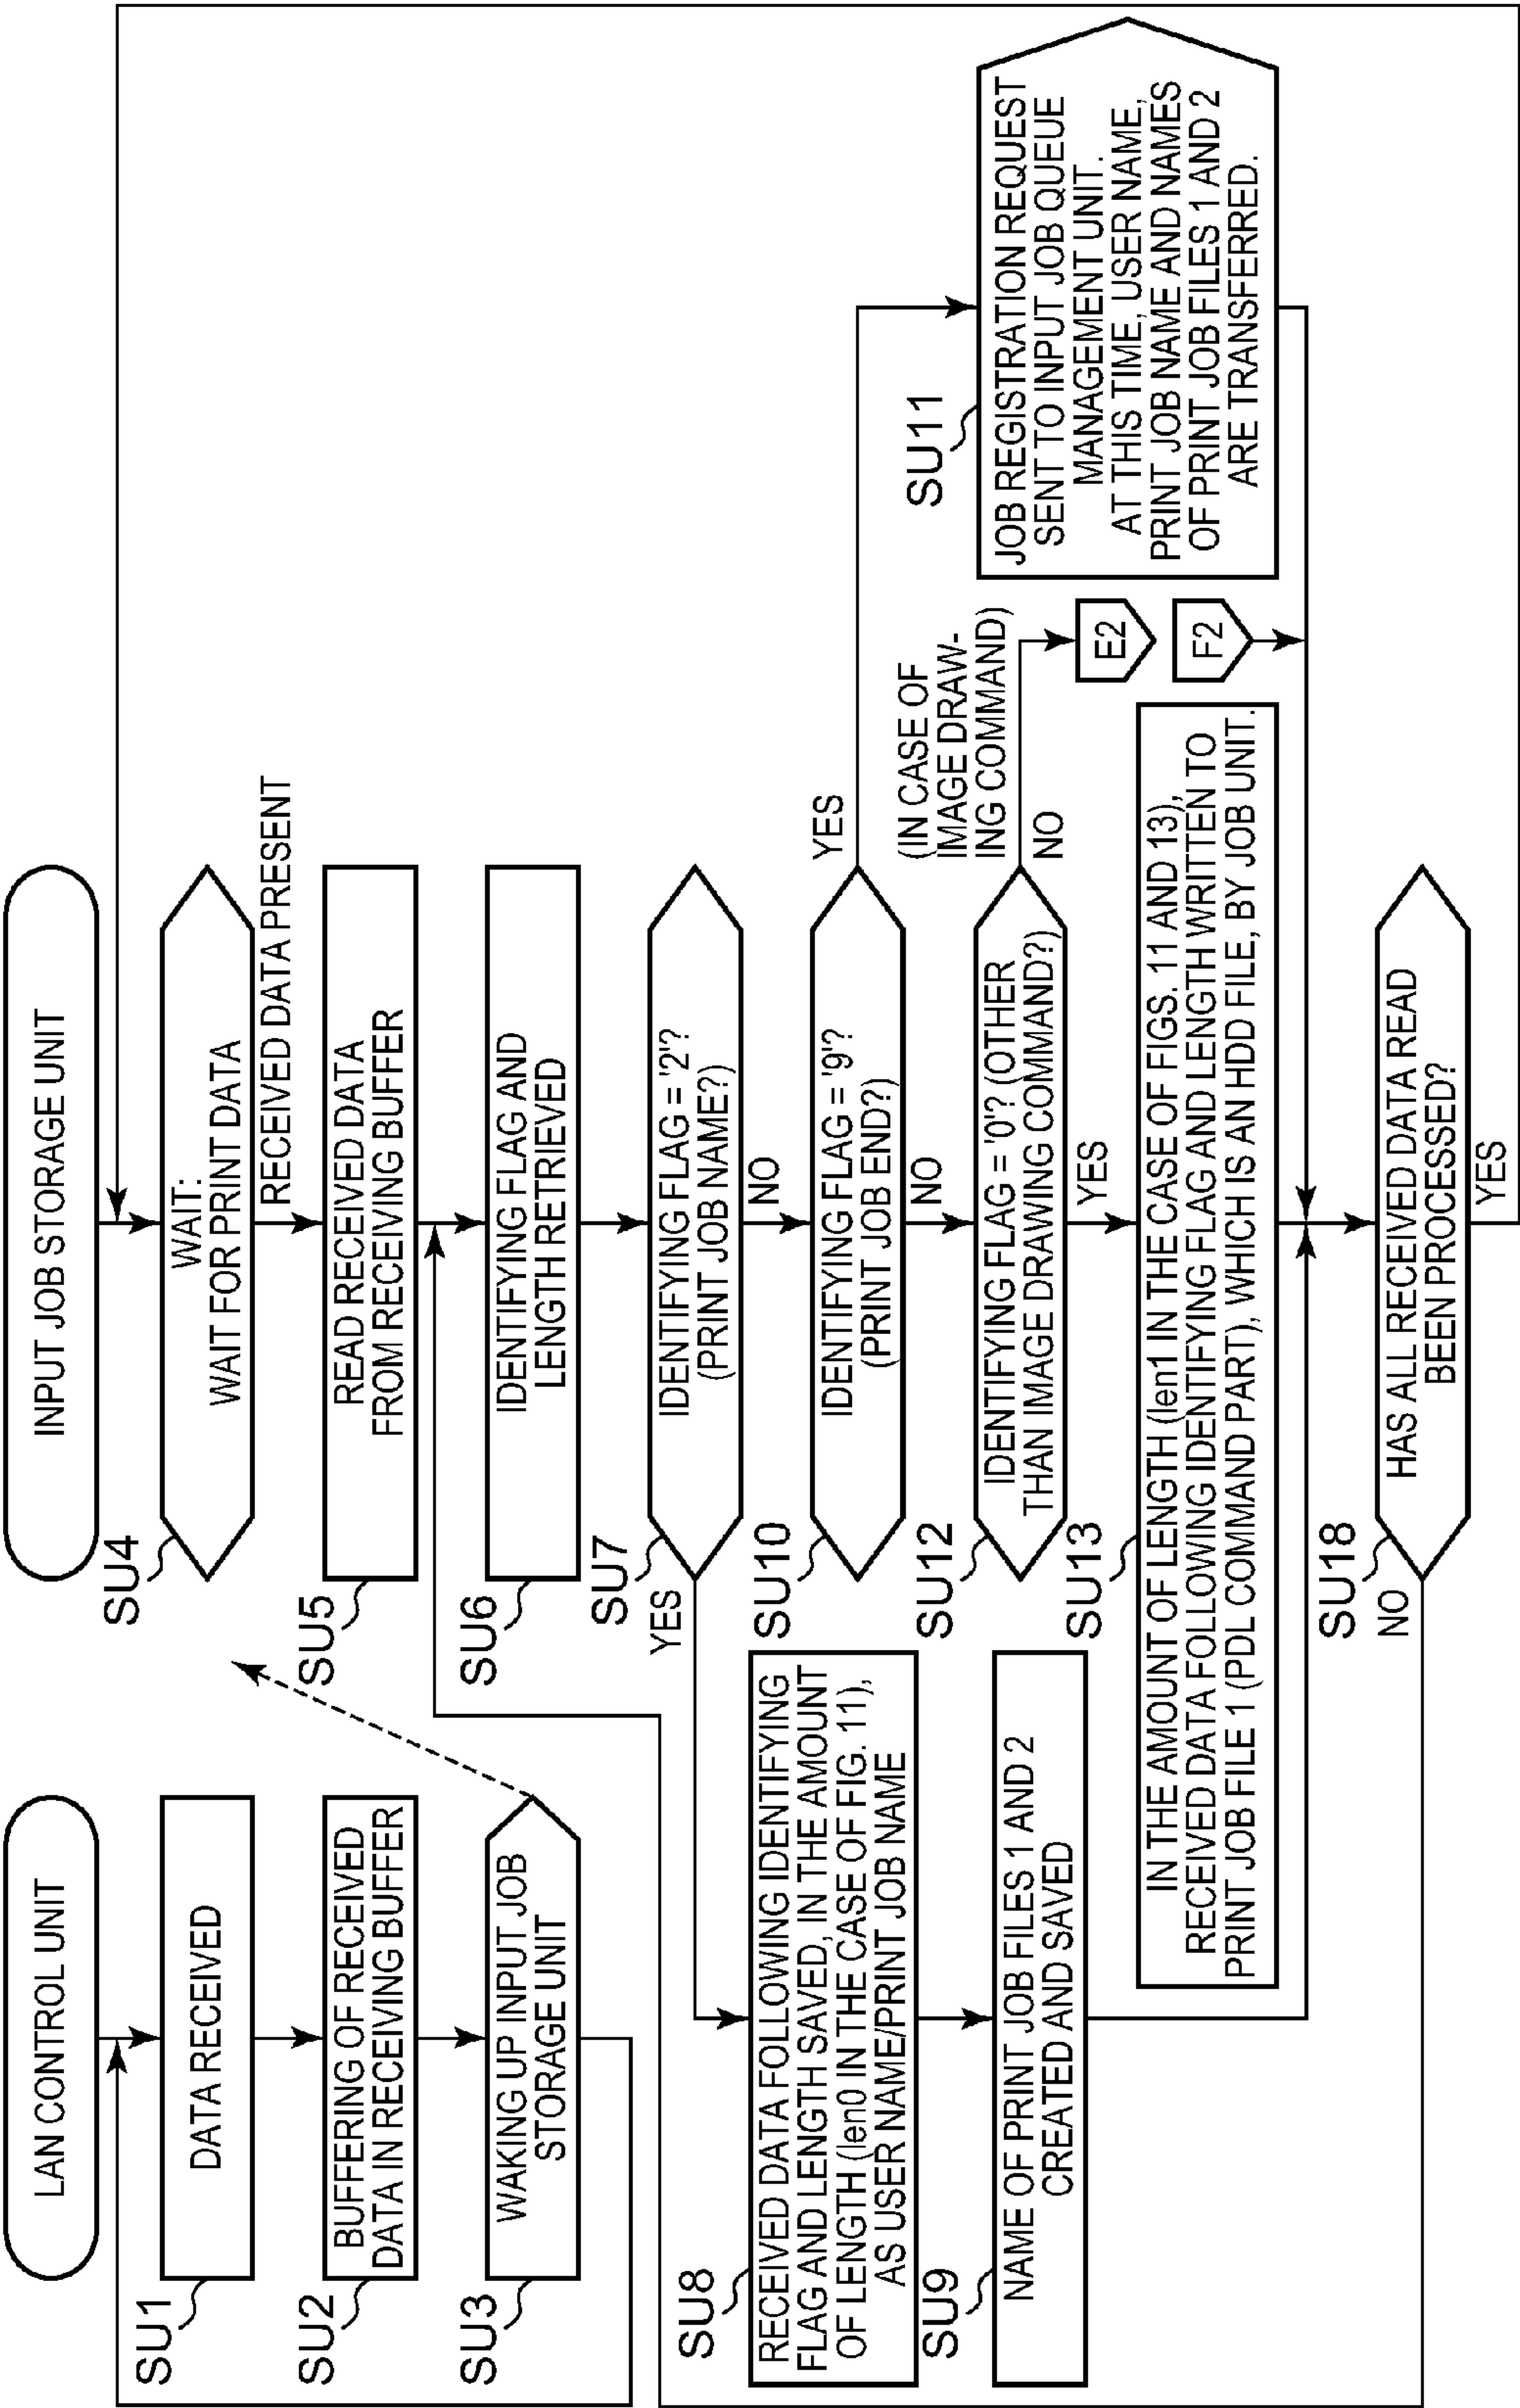 LAN CONTROL UNIT
SU1
DATA RECEIVED
SU2
BUFFERING OF RECEIVED
DATA IN RECEIVING BUFFER
SU3
WAKING UP INPUT JOB
STORAGE UNIT
INPUT JOB STORAGE UNIT
SU4
WAIT:
WAIT FOR PRINT DATA
RECEIVED DATA PRESENT
SU5
READ RECEIVED DATA
FROM RECEIVING BUFFER
SU6
IDENTIFYING FLAG AND
LENGTH RETRIEVED
SU7
IDENTIFYING FLAG = '2'?
(PRINT JOB NAME?)
YES
NO
SU8
RECEIVED DATA FOLLOWING IDENTIFYING
FLAG AND LENGTH SAVED, IN THE AMOUNT
OF LENGTH (len0 IN THE CASE OF FIG. 11),
AS USER NAME/PRINT JOB NAME
SU9
NAME OF PRINT JOB FILES 1 AND 2
CREATED AND SAVED
SU10
IDENTIFYING FLAG = '9'?
(PRINT JOB END?)
YES
NO
SU11
JOB REGISTRATION REQUEST
SENT TO INPUT JOB QUEUE
MANAGEMENT UNIT.
AT THIS TIME, USER NAME,
PRINT JOB NAME AND NAMES
OF PRINT JOB FILES 1 AND 2
ARE TRANSFERRED.
SU12
IDENTIFYING FLAG = '0'? (OTHER
THAN IMAGE DRAWING COMMAND?)
(IN CASE OF
IMAGE DRAW-
ING COMMAND)
NO
YES
E2
F2
SU13
IN THE AMOUNT OF LENGTH (len1 IN THE CASE OF FIGS. 11 AND 13),
RECEIVED DATA FOLLOWING IDENTIFYING FLAG AND LENGTH WRITTEN TO
PRINT JOB FILE 1 (PDL COMMAND PART), WHICH IS AN HDD FILE, BY JOB UNIT.
SU18
NO
HAS ALL RECEIVED DATA READ
BEEN PROCESSED?
YES